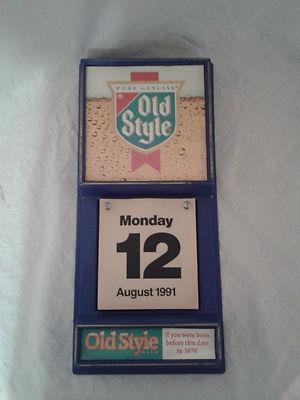 PURE GENUINE
Old
Style
Monday
12
August 1991
Old Style
If you were born
before this date
in 1970